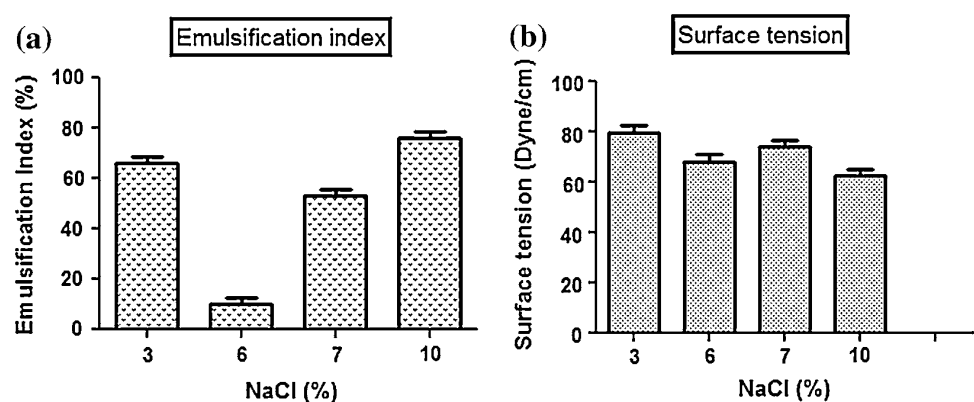 (a)
Emulsification index
Emulsification Index (%)
100
80
60
40
20
0
3 6 7 10
NaCl (%)
(b)
Surface tension
Surface tension (Dyne/cm)
100
80
60
40
20
0
3 6 7 10
NaCl (%)